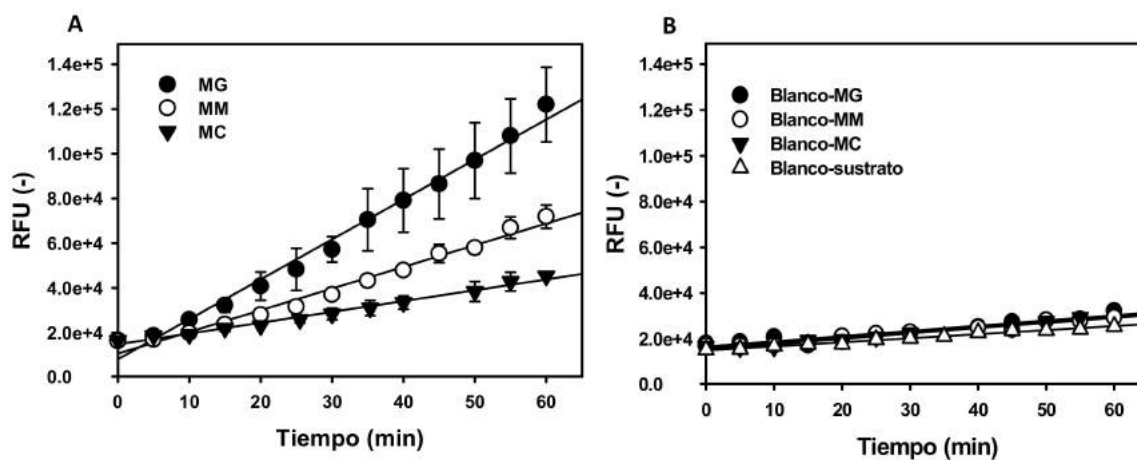 A
RFU (-)
1.4e+5
1.2e+5
1.0e+5
8.0e+4
6.0e+4
4.0e+4
2.0e+4
0.0
MG
MM
MC
0 10 20 30 40 50 60
Tiempo (min)
B
RFU (-)
1.4e+5
1.2e+5
1.0e+5
8.0e+4
6.0e+4
4.0e+4
2.0e+4
0.0
Blanco-MG
Blanco-MM
Blanco-MC
Blanco-sustrato
0 10 20 30 40 50 60
Tiempo (min)